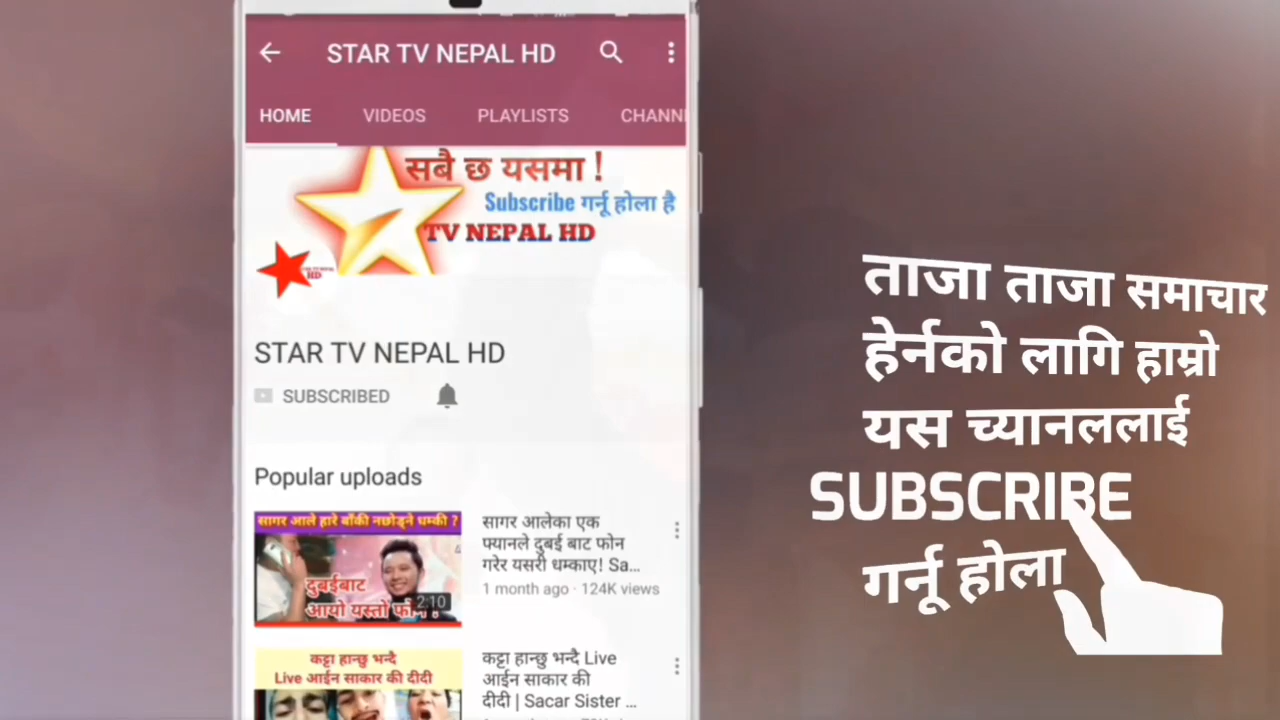 STAR TV NEPAL HD
HOME VIDEOS PLAYLISTS CHANN
सबै छ यसमा !
Subscribe गर्नू होला है
TV NEPAL HD
HD
STAR TV NEPAL HD
SUBSCRIBED
Popular uploads
सागर आले हारे बाँकी नछोड्ने धम्की ?
दुबईबाट
आयो यस्तो फोन ?
2:10
सागर आलेका एक
फ्यानले दुबई बाट फोन
गरेर यसरी धम्काए! Sa...
1 month ago · 124K views
कट्टा हान्छु भन्दै
Live आईन साकार की दीदी
कट्टा हान्छु भन्दै Live
आईन साकार की
दीदी | Sacar Sister ...
ताजा ताजा समाचार
हेर्नको लागि हाम्रो
यस च्यानललाई
SUBSCRIBE
गर्नू होला